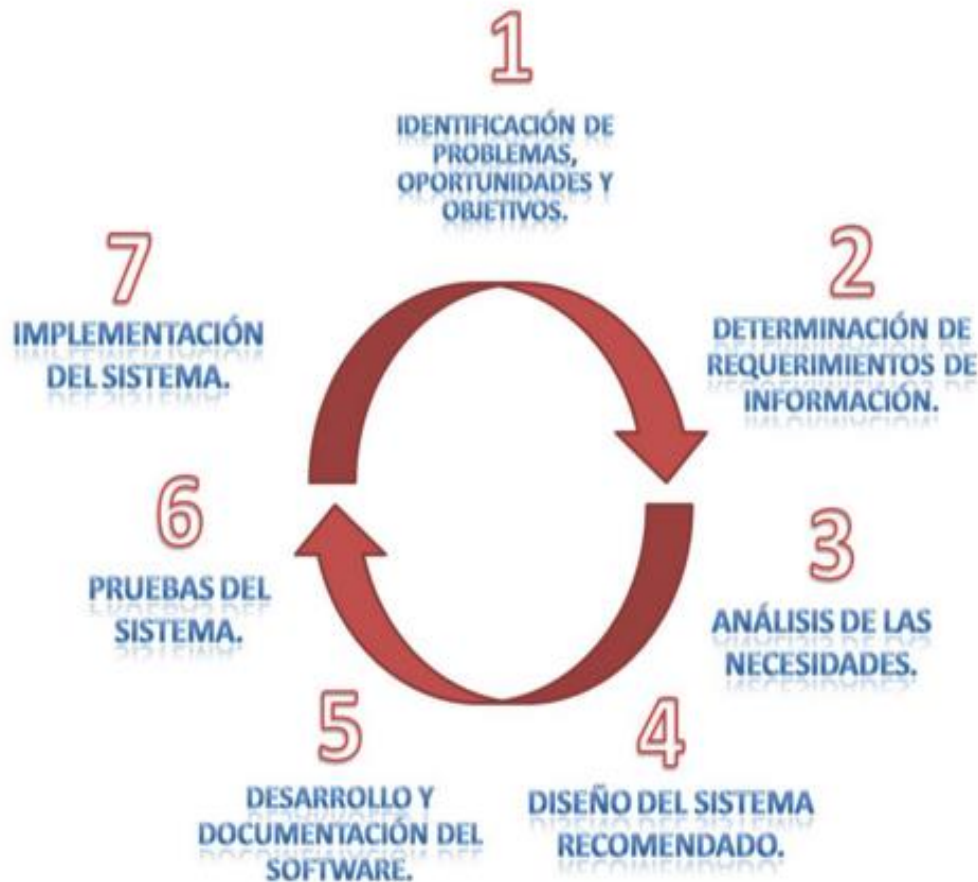 1
IDENTIFICACIÓN DE
PROBLEMAS,
OPORTUNIDADES Y
OBJETIVOS.
2
DETERMINACIÓN DE
REQUERIMIENTOS DE
INFORMACIÓN.
3
ANÁLISIS DE LAS
NECESIDADES.
4
DISEÑO DEL SISTEMA
RECOMENDADO.
5
DESARROLLO Y
DOCUMENTACIÓN DEL
SOFTWARE.
6
PRUEBAS DEL
SISTEMA.
7
IMPLEMENTACIÓN
DEL SISTEMA.